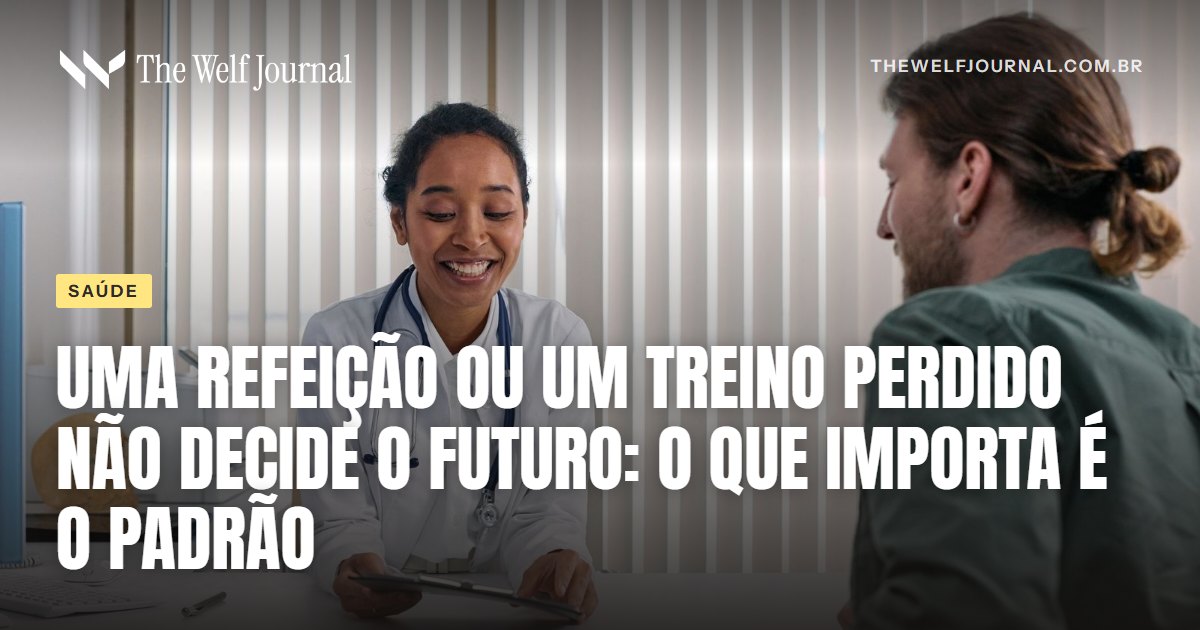 The Welf Journal
THEWELFJOURNAL.COM.BR
SAÚDE
UMA REFEIÇÃO OU UM TREINO PERDIDO
NÃO DECIDE O FUTURO: O QUE IMPORTA É
O PADRÃO